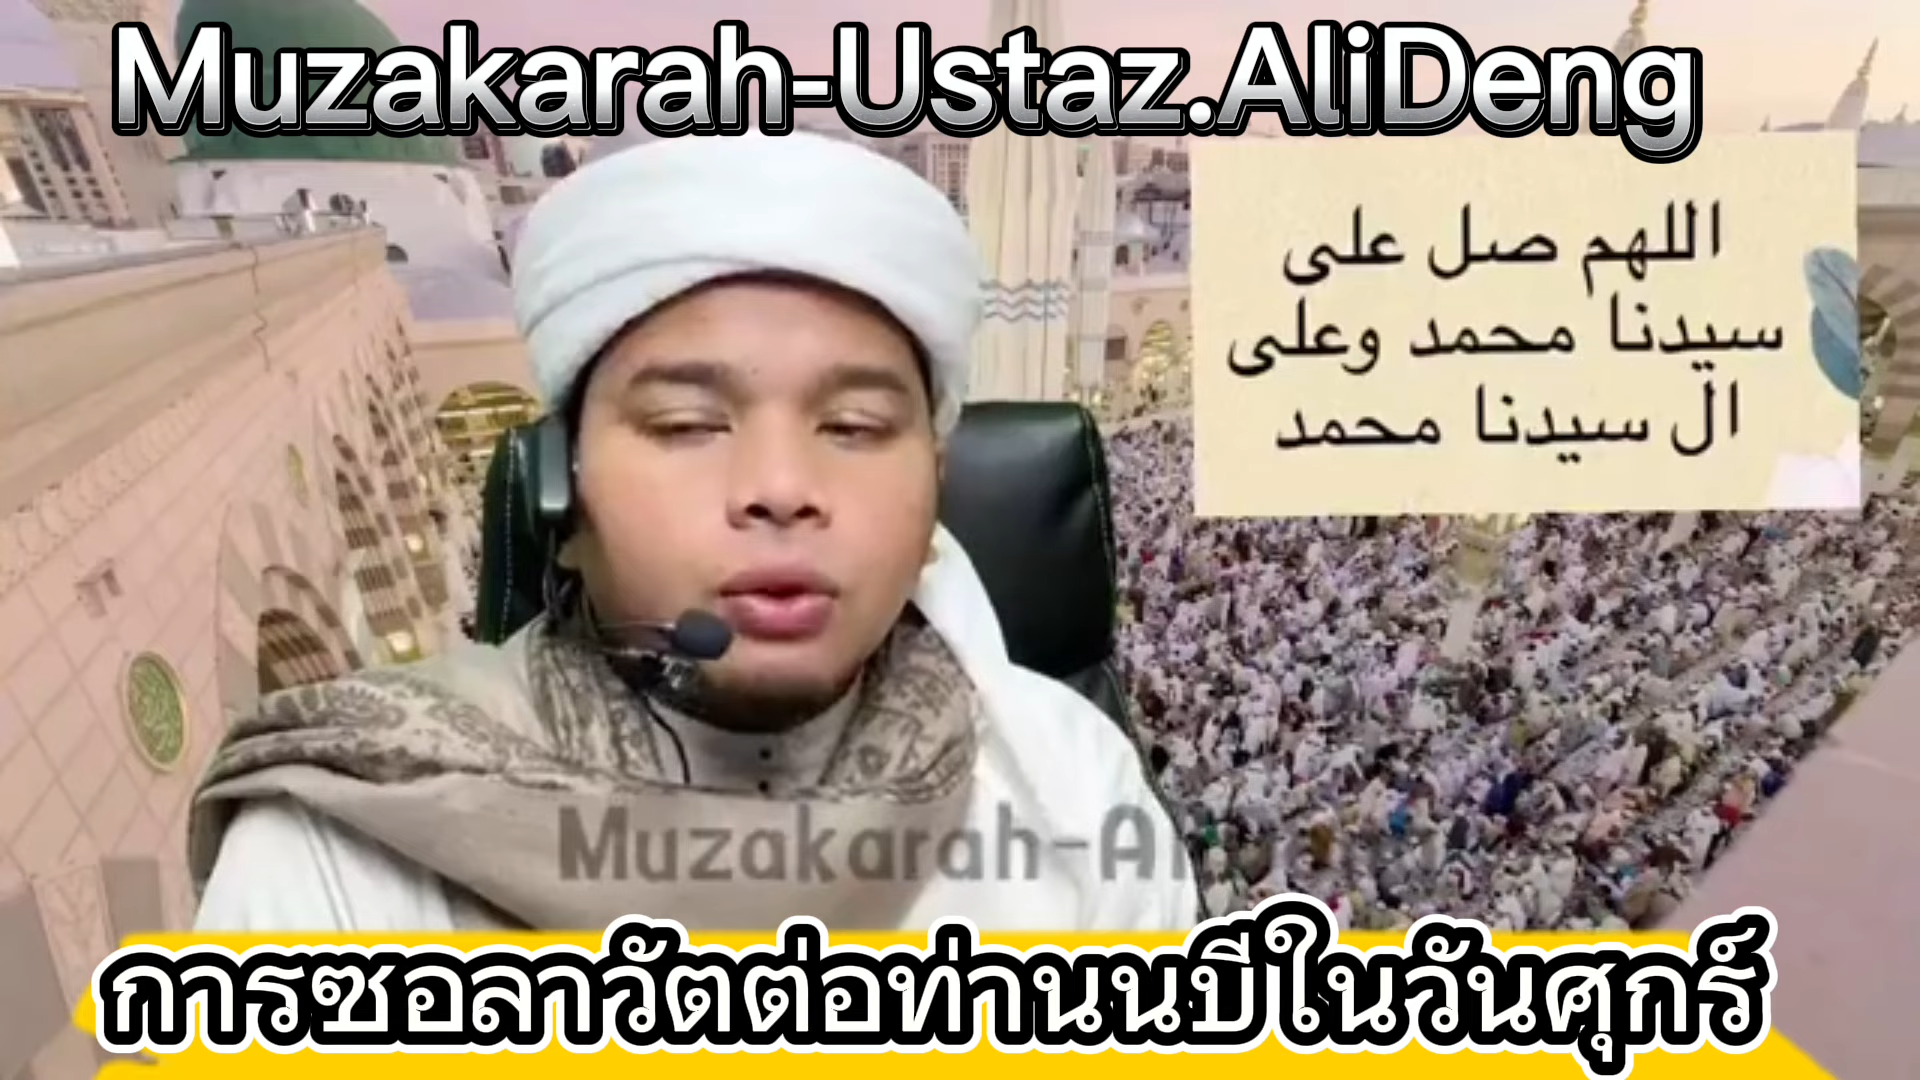 Muzakarah-Ustaz.AliDeng
اللهم صل على
سيدنا محمد وعلى
ال سيدنا محمد
Muzakarah-Ali
การซอลาวัตต่อท่านนบีในวันศุกร์